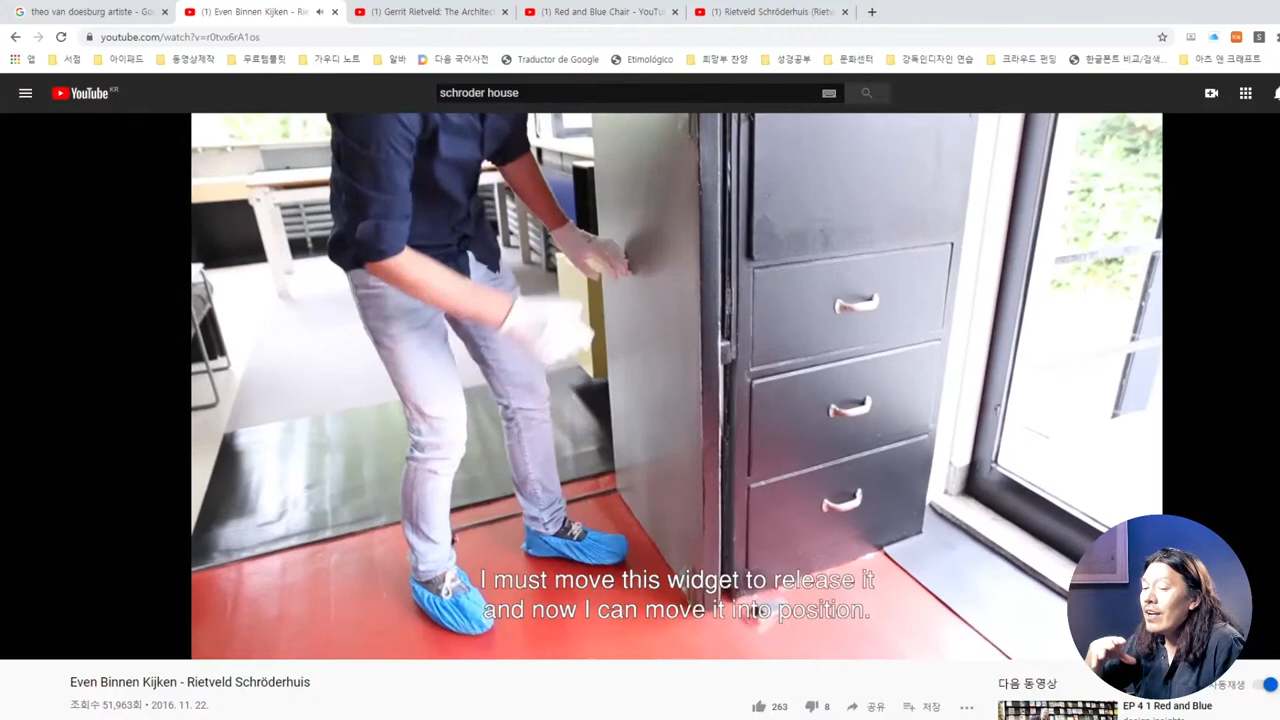 theo van doesburg artiste - Go
(1) Even Binnen Kijken - Rie
(1) Gerrit Rietveld: The Architec
(1) Red and Blue Chair - YouTu
(1) Rietveld Schröderhuis (Rietv
youtube.com/watch?v=r0tvx6rA1os
앱 서점 아이패드 동영상제작 무료템플릿 가우디 노트 알바 다음 국어사전 Traductor de Google Etimológico 희망부 찬양 성경공부 문화센터 강독인디자인 연습 크라우드 펀딩 한글폰트 비교/검색... 아츠 앤 크래프트
YouTube KR
schroder house
I must move this widget to release it
and now I can move it into position.
Even Binnen Kijken - Rietveld Schröderhuis
조회수 51,963회 • 2016. 11. 22.
263 8 공유 저장
다음 동영상
자동재생
EP 4 1 Red and Blue
design insights